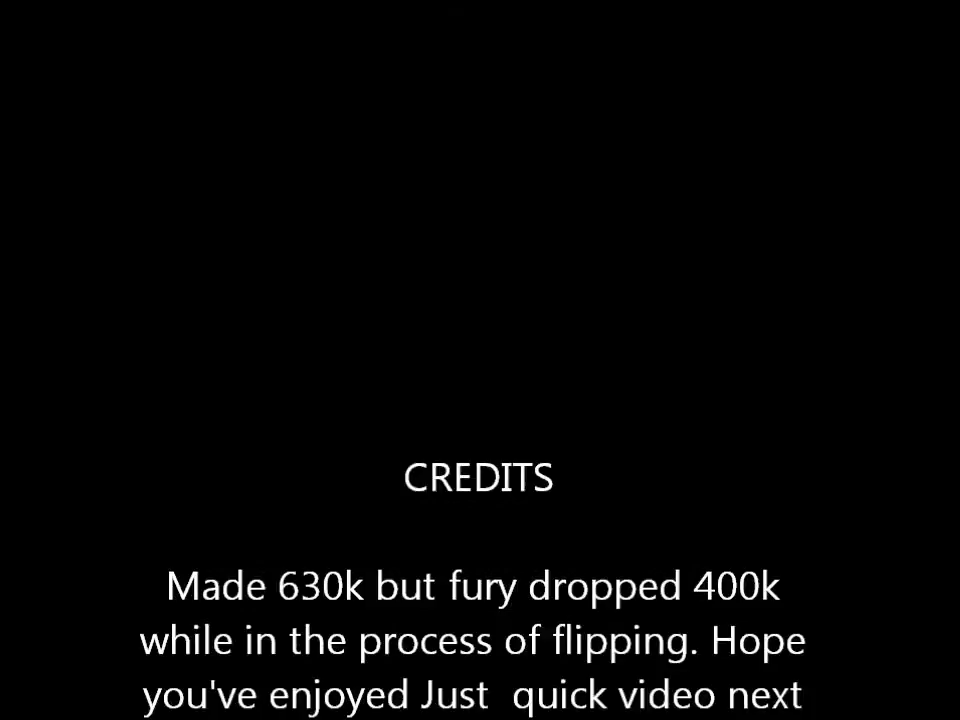 CREDITS
Made 630k but fury dropped 400k
while in the process of flipping. Hope
you've enjoyed Just  quick video next